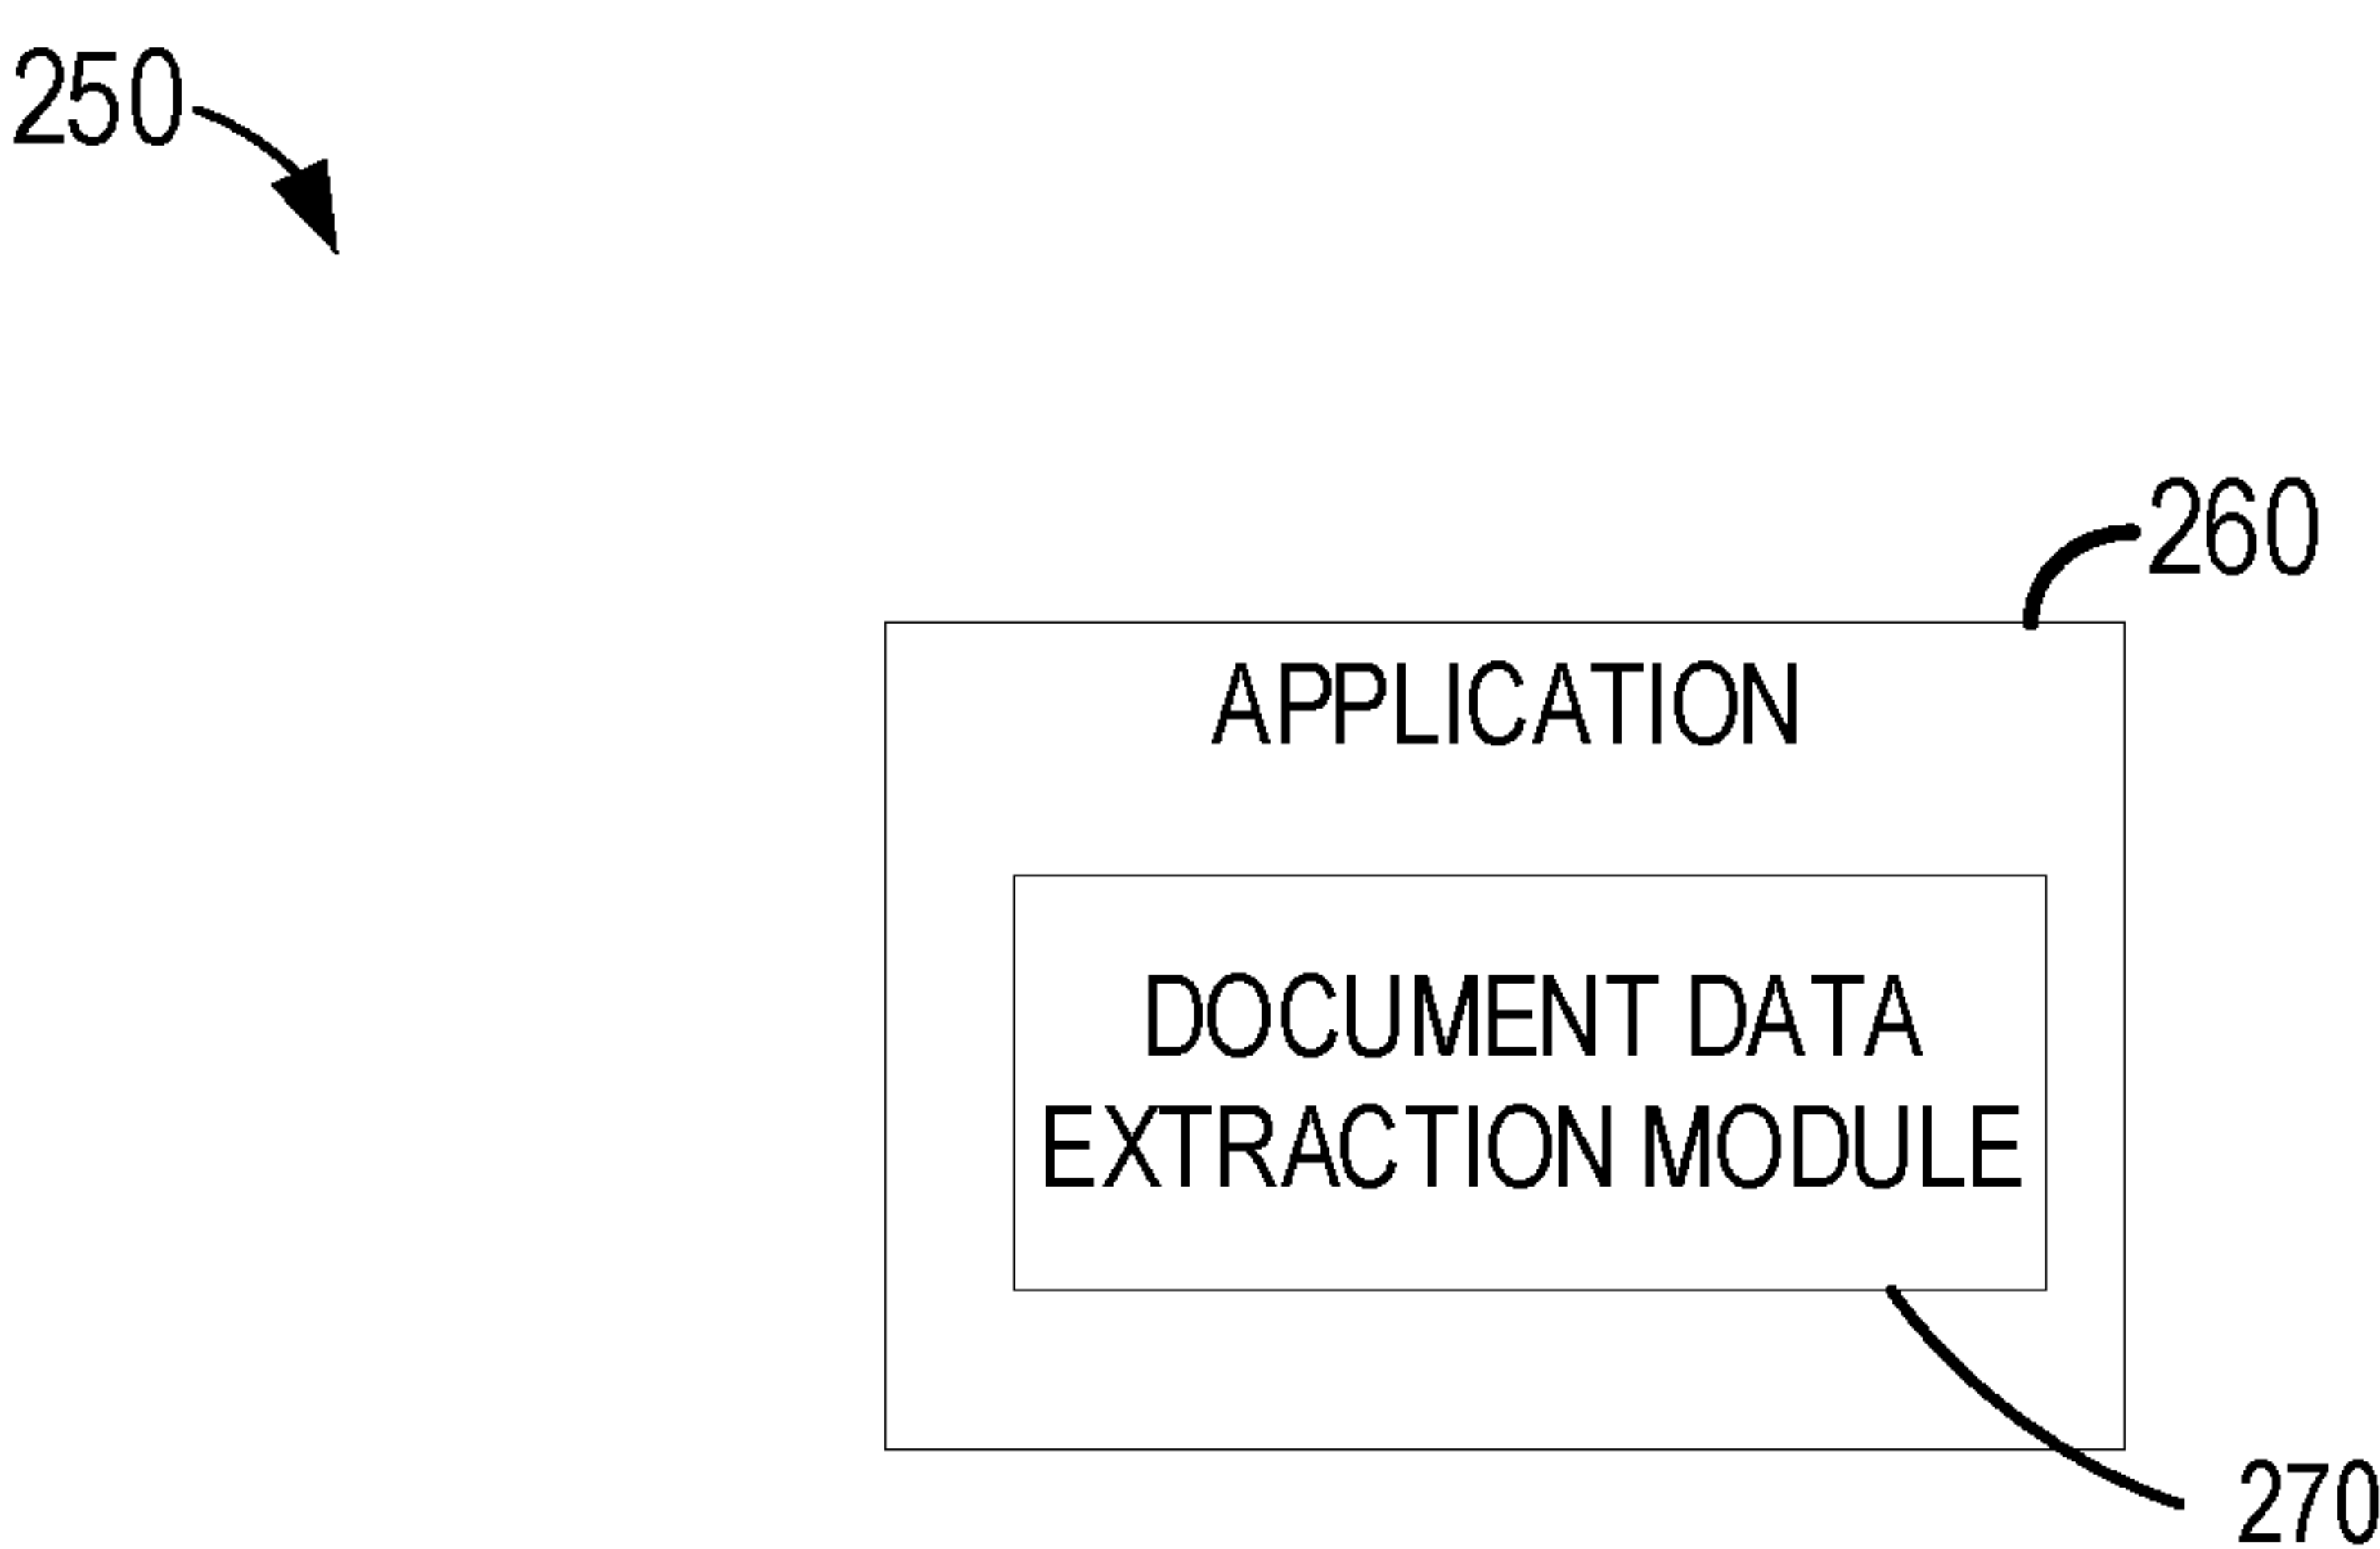 250
260
APPLICATION
DOCUMENT DATA
EXTRACTION MODULE
270